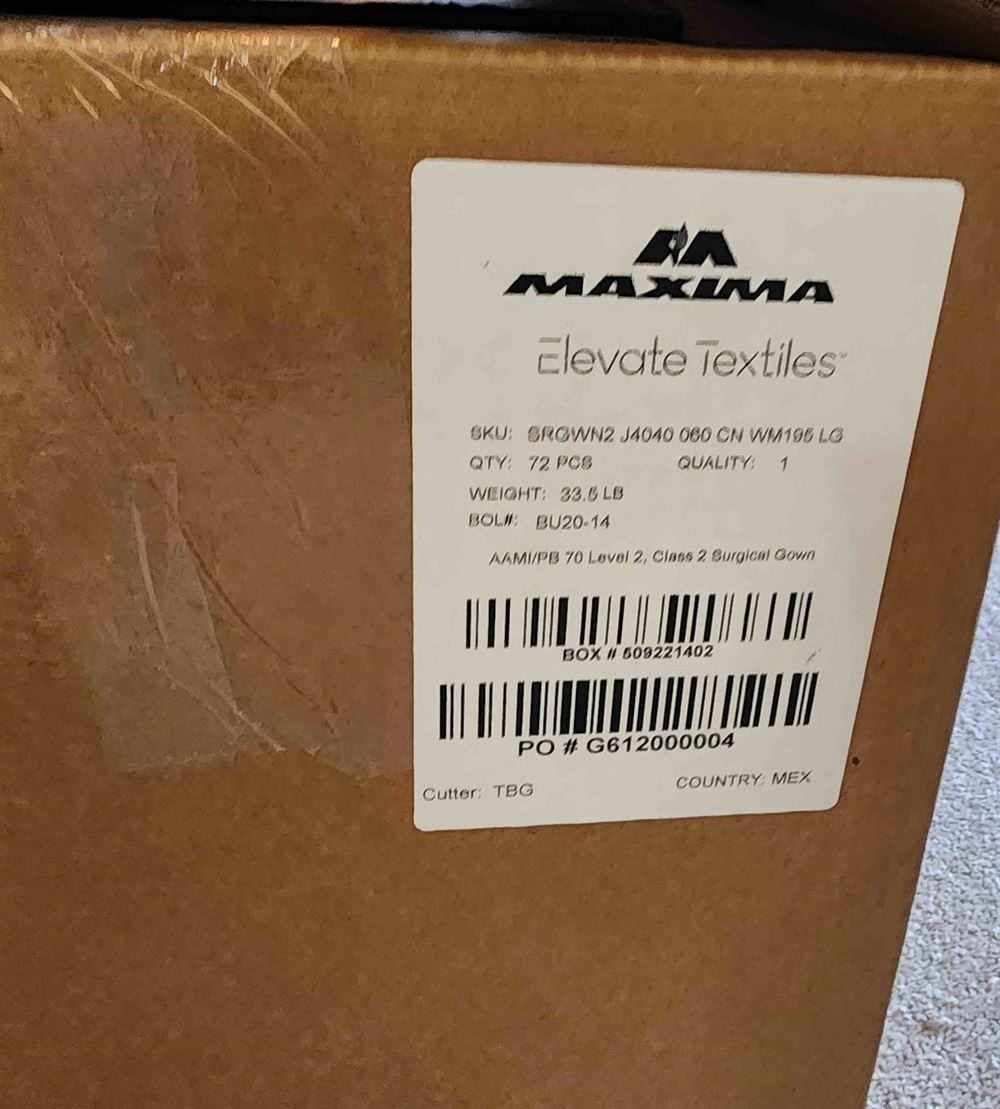 MAXIMA
Elevate Textiles
SKU: SRGWN2 J4040 060 CN WM195 LG
QTY: 72 PCS QUALITY: 1
WEIGHT: 33.5 LB
BOL#: BU20-14
AAMI/PB 70 Level 2, Class 2 Surgical Gown
BOX # 509221402
PO # G612000004
Cutter: TBG COUNTRY: MEX